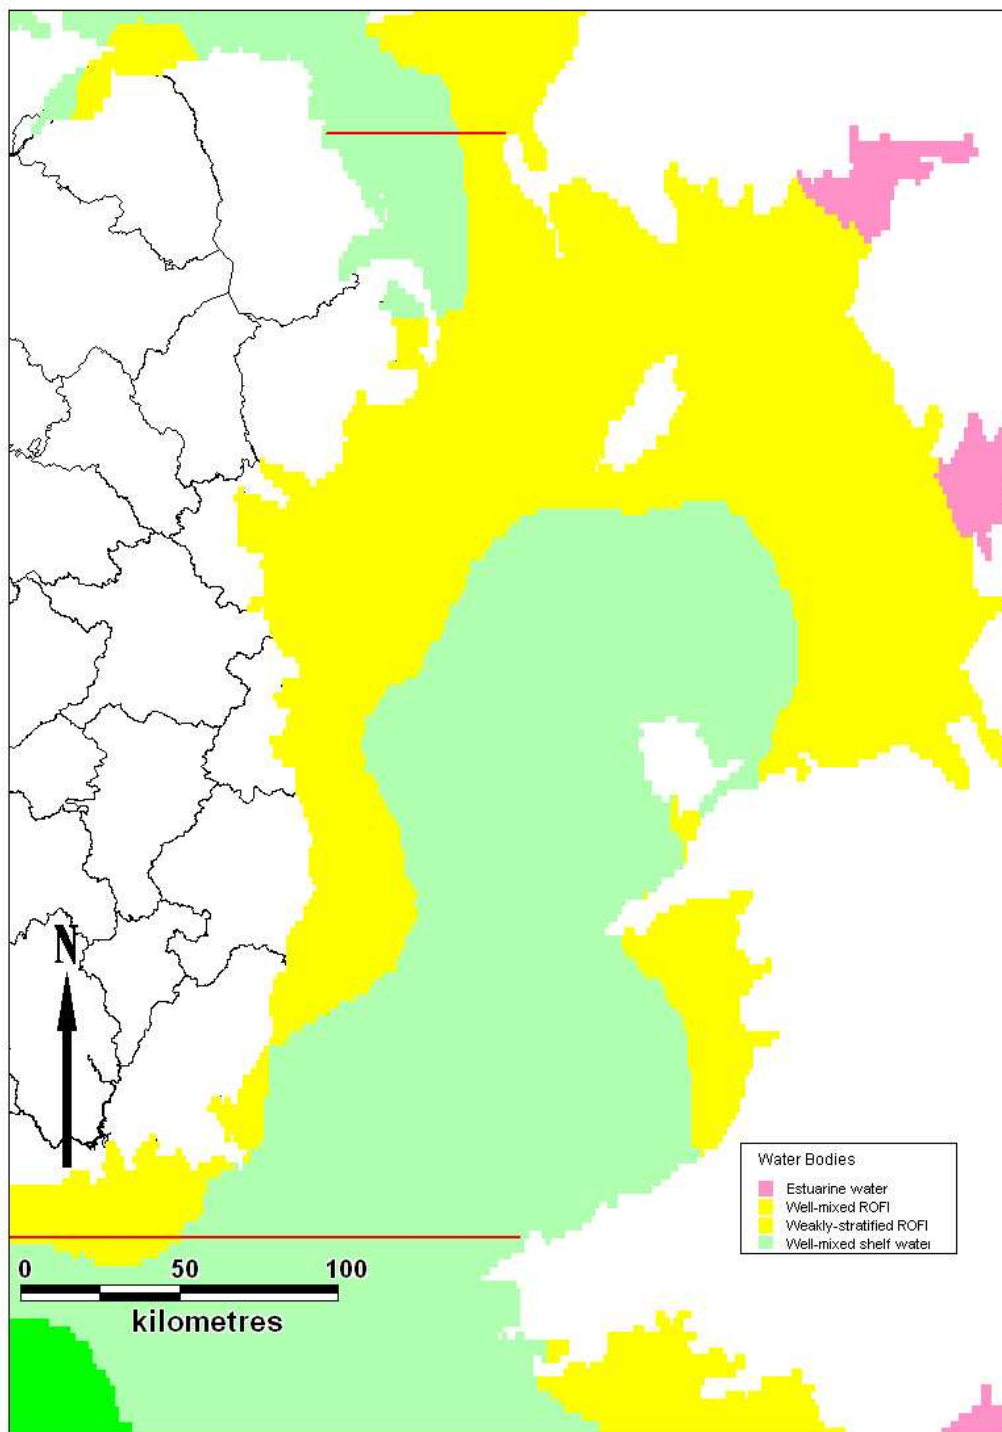 N
Water Bodies
Estuarine water
Well-mixed ROFI
Weakly-stratified ROFI
Well-mixed shelf water
0 50 100
kilometres